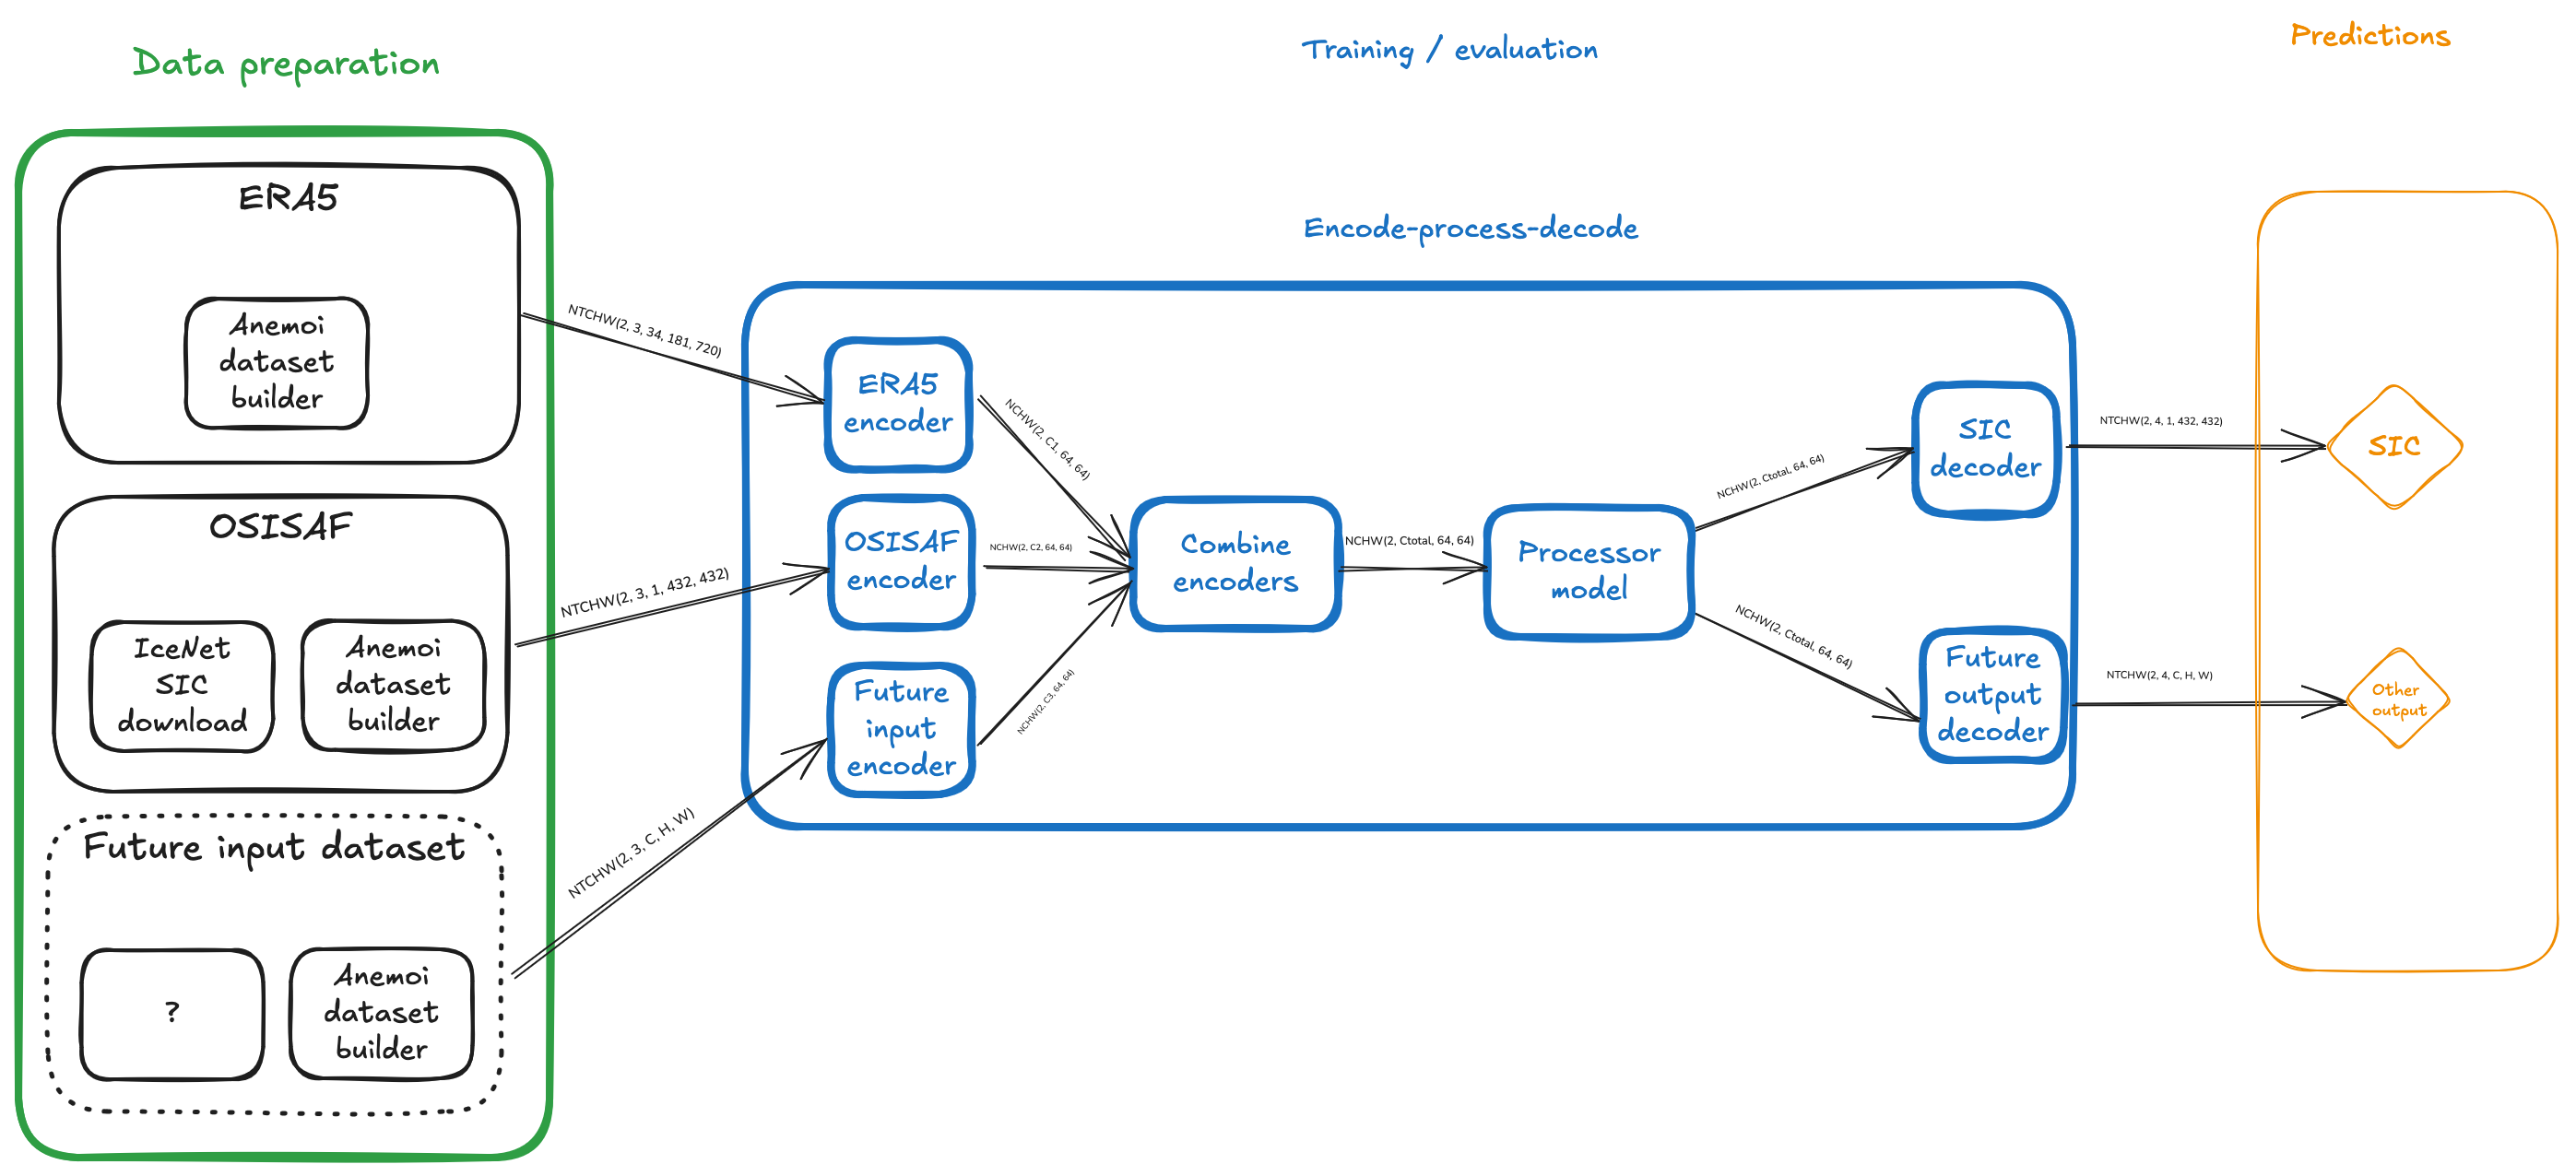 Data preparation
Training / evaluation
Predictions
ERA5
Anemoi
dataset
builder
OSISAF
IceNet
SIC
download
Anemoi
dataset
builder
Future input dataset
?
Anemoi
dataset
builder
NTCHW(2, 3, 34, 181, 720)
NTCHW(2, 3, 1, 432, 432)
NTCHW(2, 3, C, H, W)
Encode-process-decode
ERA5
encoder
OSISAF
encoder
Future
input
encoder
NCHW(2, C1, 64, 64)
NCHW(2, C2, 64, 64)
NCHW(2, C3, 64, 64)
Combine
encoders
NCHW(2, Ctotal, 64, 64)
Processor
model
NCHW(2, Ctotal, 64, 64)
NCHW(2, Ctotal, 64, 64)
SIC
decoder
Future
output
decoder
NTCHW(2, 4, 1, 432, 432)
NTCHW(2, 4, C, H, W)
SIC
Other
output